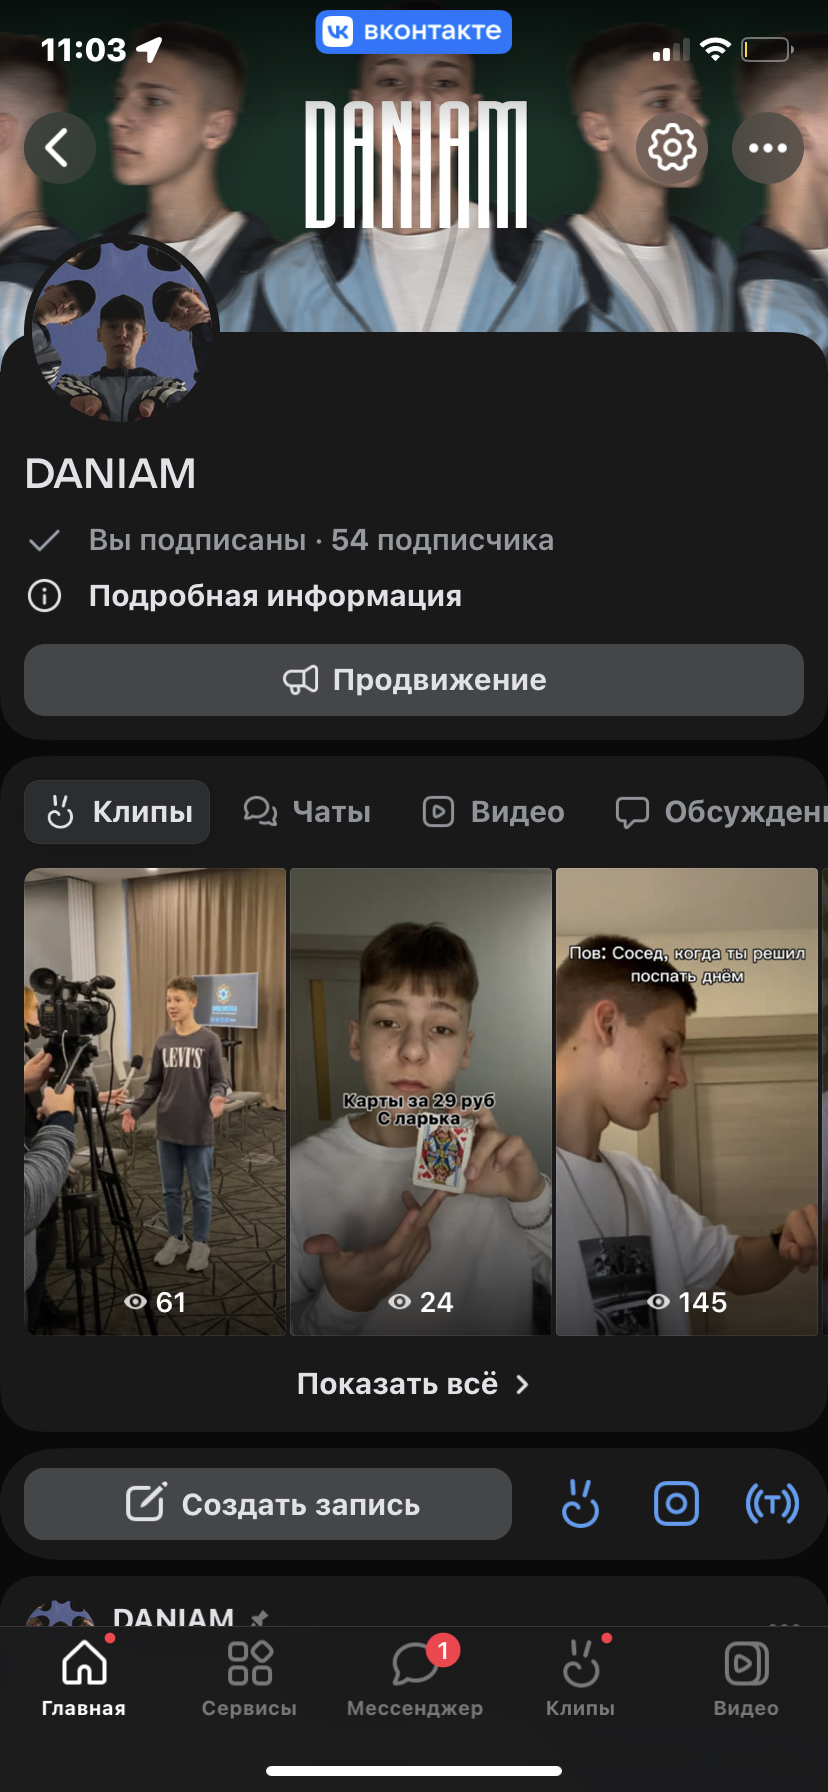 11:03
вконтакте
DANIAM
DANIAM
Вы подписаны · 54 подписчика
Подробная информация
Продвижение
Клипы
Чаты
Видео
Обсуждени
LEVI'S
Карты за 29 руб
С ларька
Пов: Сосед, когда ты решил
поспать днём
61
24
145
Показать всё
Создать запись
DANIAM
1
Главная
Сервисы
Мессенджер
Клипы
Видео